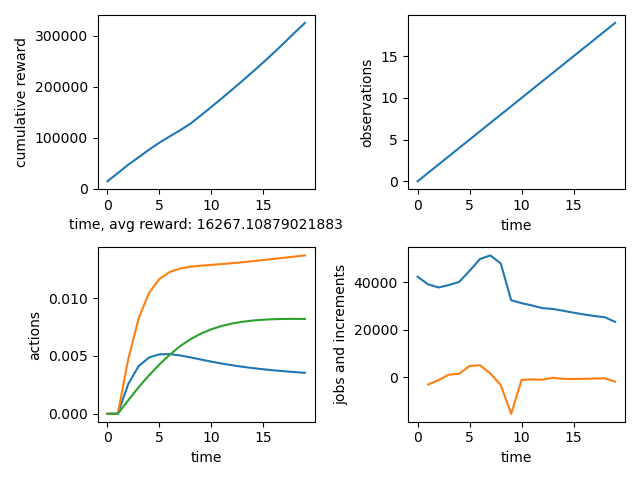 cumulative reward
300000
200000
100000
0
0 5 10 15
time, avg reward: 16267.10879021883
observations
15
10
5
0
0 5 10 15
time
actions
0.010
0.005
0.000
0 5 10 15
time
jobs and increments
40000
20000
0
0 5 10 15
time